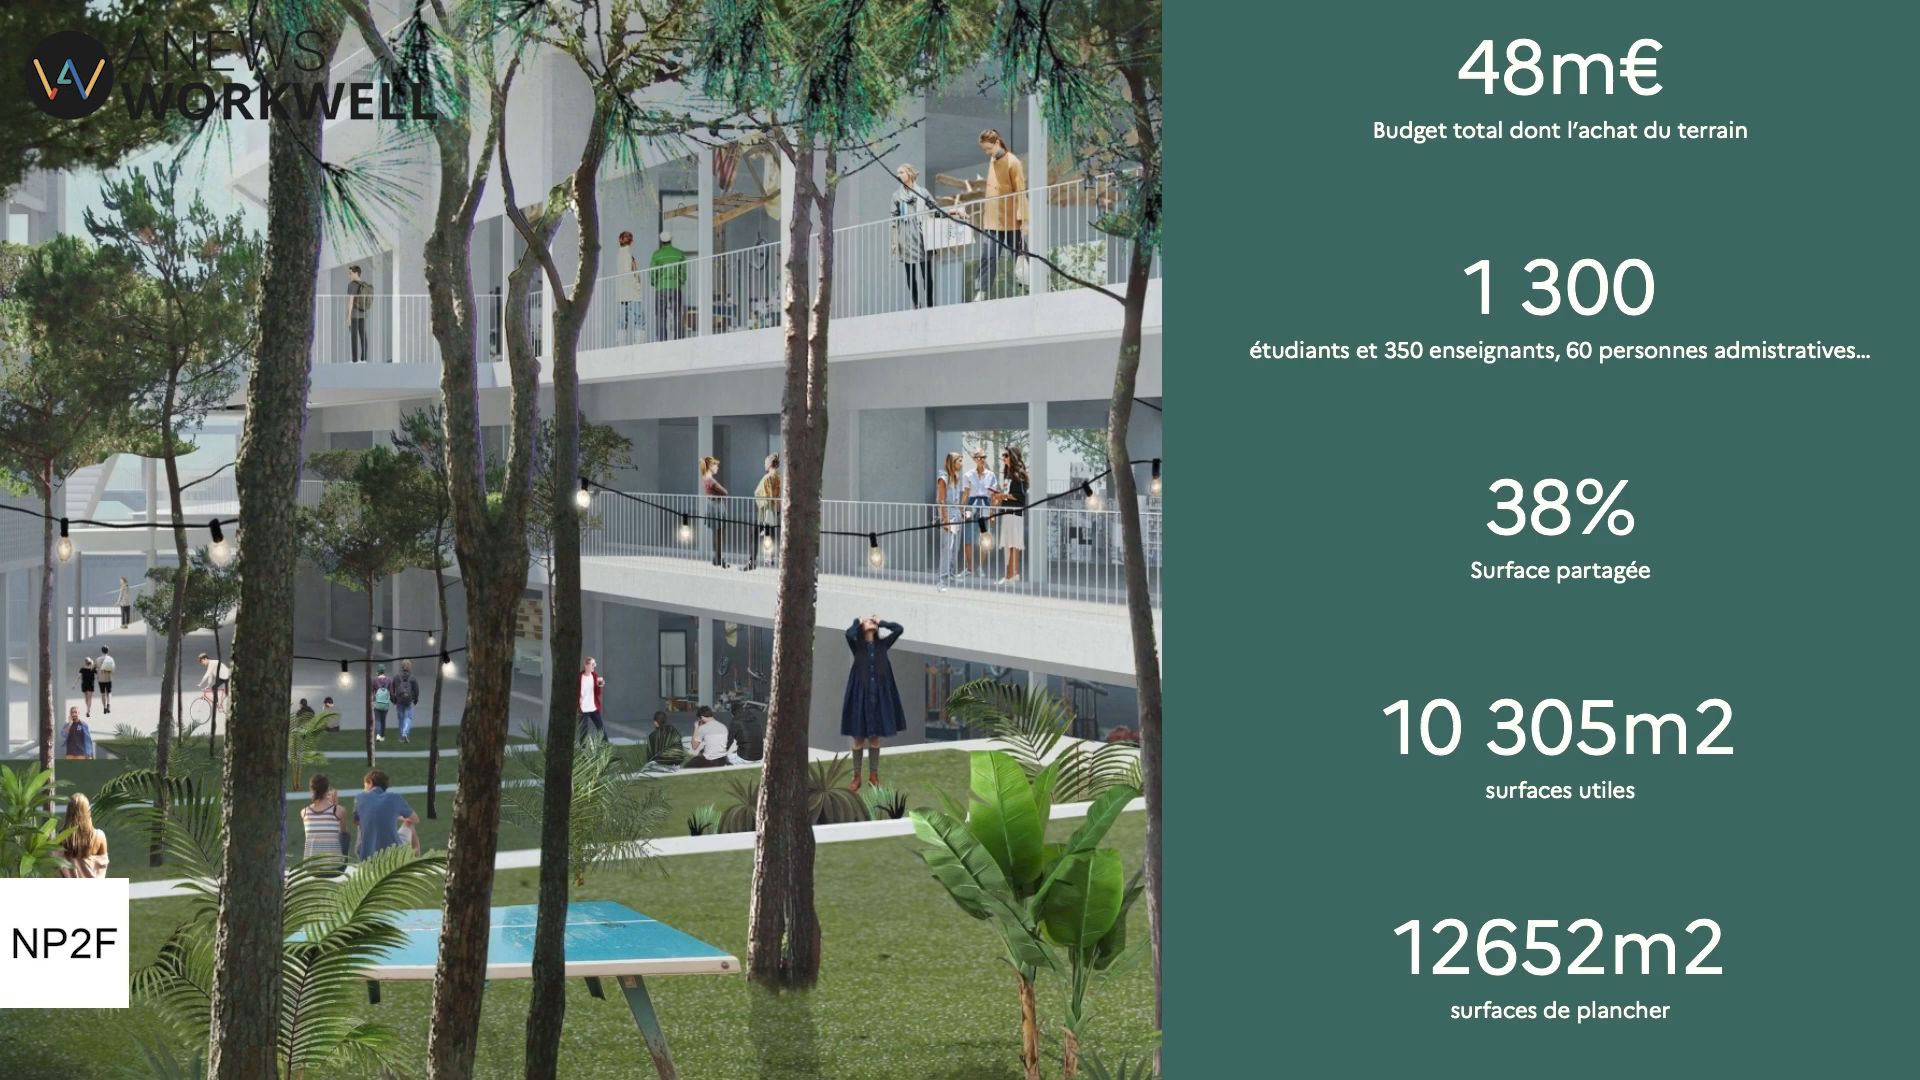 ANEWS
WORKWELL
NP2F
48m€
Budget total dont l'achat du terrain
1 300
étudiants et 350 enseignants, 60 personnes admistratives...
38%
Surface partagée
10 305m2
surfaces utiles
12652m2
surfaces de plancher